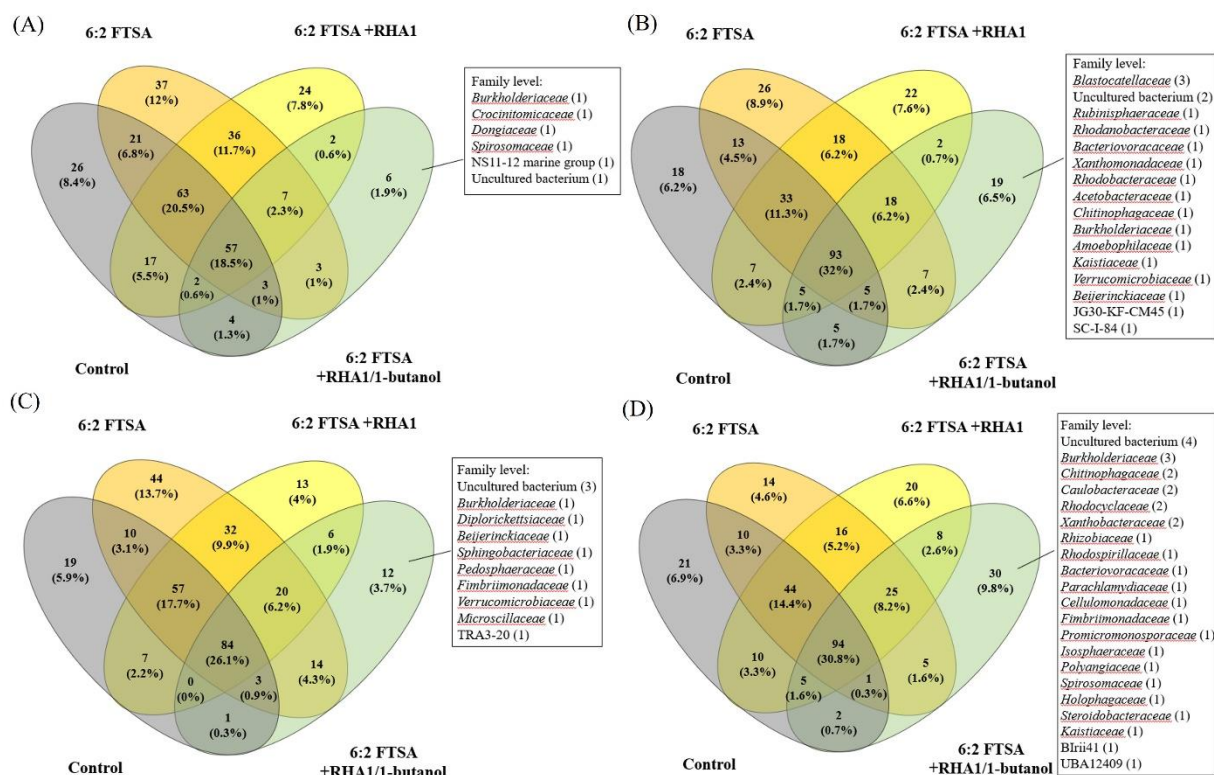 (A)
6:2 FTSA
6:2 FTSA +RHA1
37
(12%)
24
(7.8%)
21
(6.8%)
36
(11.7%)
2
(0.6%)
26
(8.4%)
6
(1.9%)
63
(20.5%)
7
(2.3%)
57
(18.5%)
17
(5.5%)
2
(0.6%)
3
(1%)
3
(1%)
4
(1.3%)
Control
6:2 FTSA
+RHA1/1-butanol
Family level:
Burkholderiaceae (1)
Crocinitomicaceae (1)
Dongiaceae (1)
Spirosomaceae (1)
NS11-12 marine group (1)
Uncultured bacterium (1)
(B)
6:2 FTSA
6:2 FTSA +RHA1
26
(8.9%)
22
(7.6%)
13
(4.5%)
18
(6.2%)
2
(0.7%)
18
(6.2%)
19
(6.5%)
33
(11.3%)
18
(6.2%)
93
(32%)
7
(2.4%)
5
(1.7%)
5
(1.7%)
7
(2.4%)
5
(1.7%)
Control
6:2 FTSA
+RHA1/1-butanol
Family level:
Blastocatellaceae (3)
Uncultured bacterium (2)
Rubinisphaeraceae (1)
Rhodanobacteraceae (1)
Bacteriovoraceae (1)
Xanthomonadaceae (1)
Rhodobacteraceae (1)
Acetobacteraceae (1)
Chitinophagaceae (1)
Burkholderiaceae (1)
Amoebophilaceae (1)
Kaistiaceae (1)
Verrucomicrobiaceae (1)
Beijerinckiaceae (1)
JG30-KF-CM45 (1)
SC-I-84 (1)
(C)
6:2 FTSA
6:2 FTSA +RHA1
44
(13.7%)
13
(4%)
10
(3.1%)
32
(9.9%)
6
(1.9%)
19
(5.9%)
12
(3.7%)
57
(17.7%)
20
(6.2%)
84
(26.1%)
7
(2.2%)
0
(0%)
3
(0.9%)
14
(4.3%)
1
(0.3%)
Control
6:2 FTSA
+RHA1/1-butanol
Family level:
Uncultured bacterium (3)
Burkholderiaceae (1)
Diplorickettsiaceae (1)
Beijerinckiaceae (1)
Sphingobacteriaceae (1)
Pedosphaeraceae (1)
Fimbriimonadaceae (1)
Verrucomicrobiaceae (1)
Microscillaceae (1)
TRA3-20 (1)
(D)
6:2 FTSA
6:2 FTSA +RHA1
14
(4.6%)
20
(6.6%)
10
(3.3%)
16
(5.2%)
8
(2.6%)
21
(6.9%)
30
(9.8%)
44
(14.4%)
25
(8.2%)
94
(30.8%)
10
(3.3%)
5
(1.6%)
1
(0.3%)
5
(1.6%)
2
(0.7%)
Control
6:2 FTSA
+RHA1/1-butanol
Family level:
Uncultured bacterium (4)
Burkholderiaceae (3)
Chitinophagaceae (2)
Caulobacteraceae (2)
Rhodocyclaceae (2)
Xanthobacteraceae (2)
Rhizobiaceae (1)
Rhodospirillaceae (1)
Bacteriovoracaceae (1)
Parachlamydiaceae (1)
Cellulomonadaceae (1)
Fimbriimonadaceae (1)
Promicromonosporaceae (1)
Isosphaeraceae (1)
Polyangiaceae (1)
Spirosomaceae (1)
Holophagaceae (1)
Steroidobacteraceae (1)
Kaistiaceae (1)
BIrii41 (1)
UBA12409 (1)